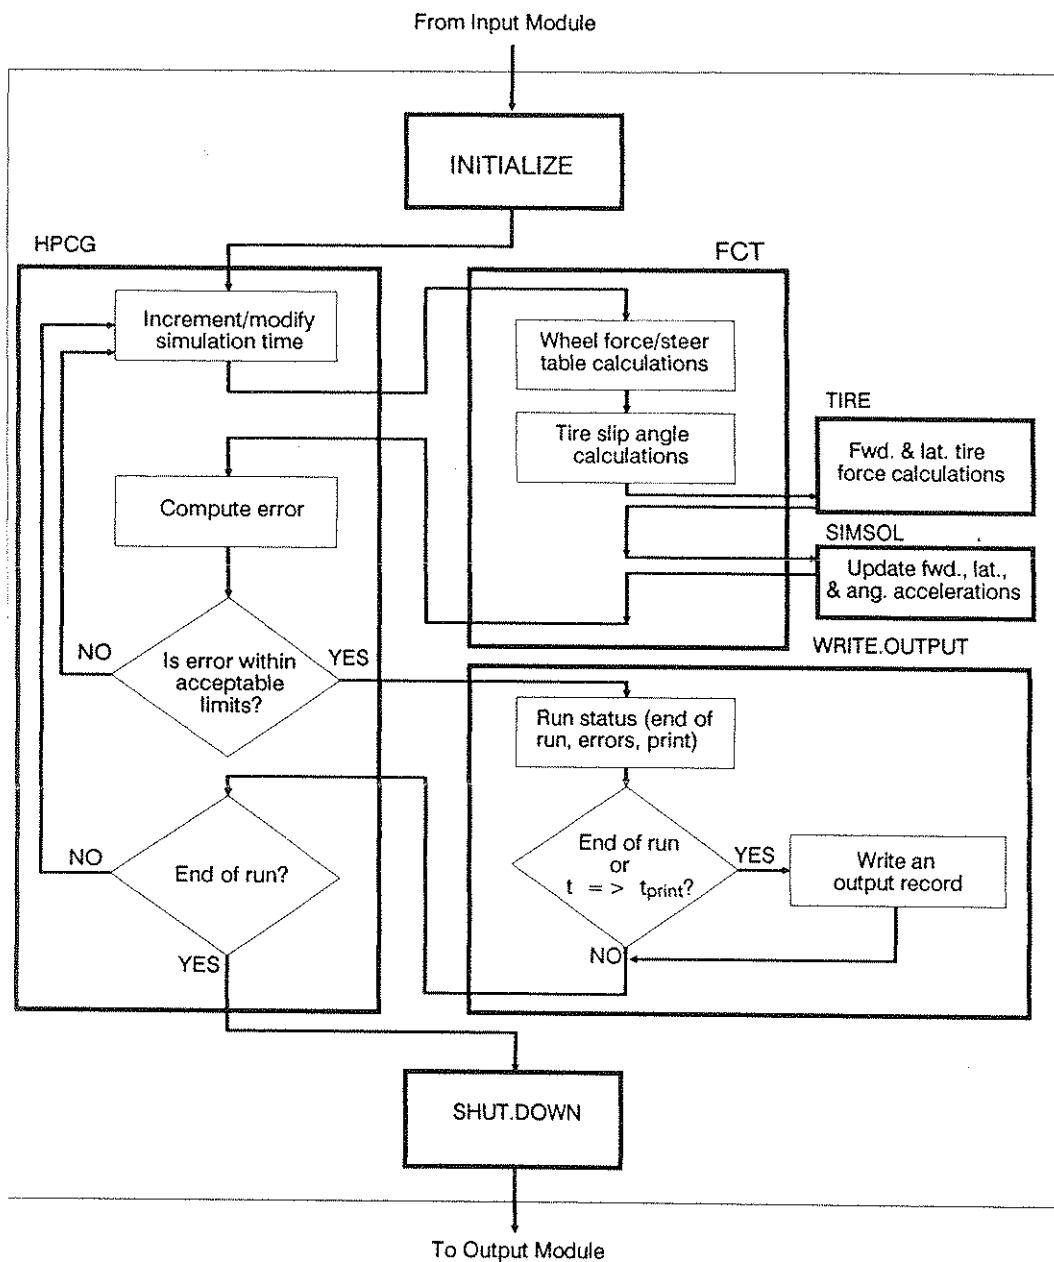 From Input Module
INITIALIZE
HPCG
FCT
Increment/modify
simulation time
Wheel force/steer
table calculations
TIRE
Tire slip angle
calculations
Fwd. & lat. tire
force calculations
Compute error
SIMSOL
Update fwd., lat.,
& ang. accelerations
WRITE.OUTPUT
NO
Is error within
acceptable
limits?
YES
Run status (end of
run, errors, print)
NO
End of run?
YES
End of run
or
t = > tprint?
YES
NO
Write an
output record
SHUT.DOWN
To Output Module